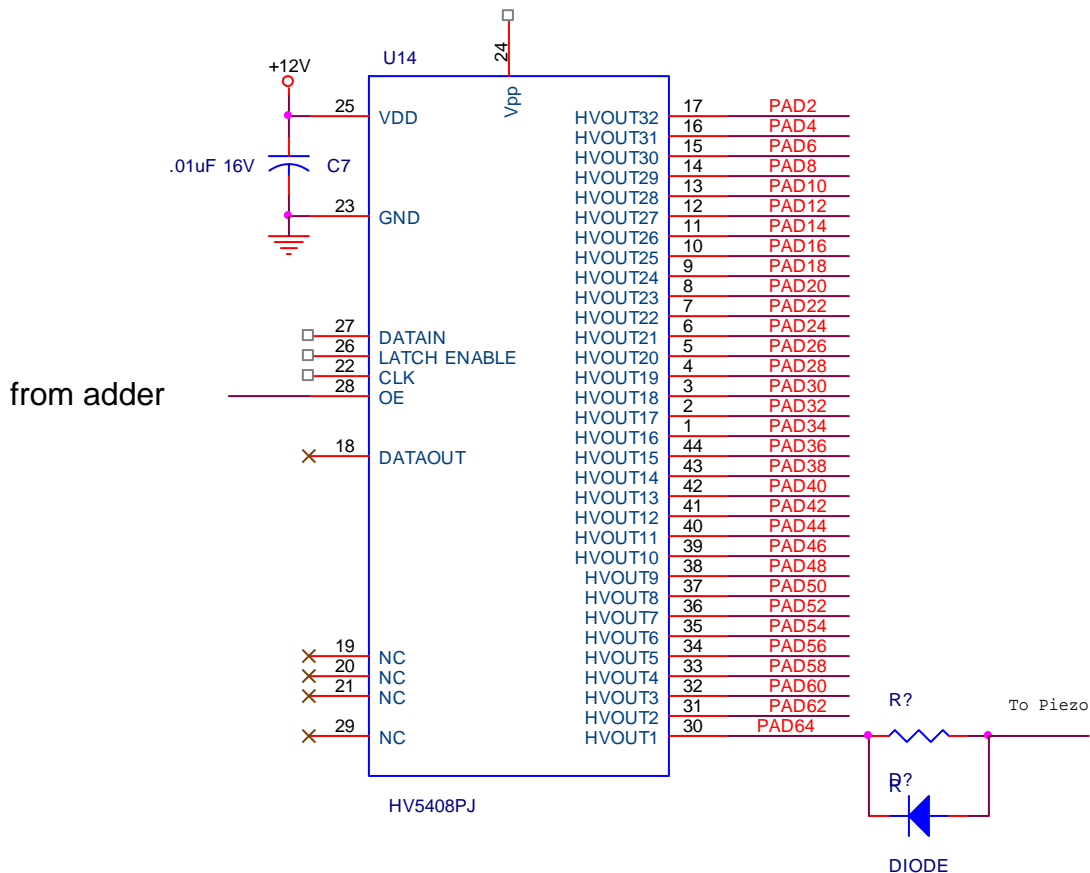 24
U14
+12V
Vpp
25 VDD
.01uF 16V C7
23 GND
27 DATAIN
26 LATCH ENABLE
22 CLK
from adder 28 OE
18 DATAOUT
19 NC
20 NC
21 NC
29 NC
HVOUT32 17 PAD2
HVOUT31 16 PAD4
HVOUT30 15 PAD6
HVOUT29 14 PAD8
HVOUT28 13 PAD10
HVOUT27 12 PAD12
HVOUT26 11 PAD14
HVOUT25 10 PAD16
HVOUT24 9 PAD18
HVOUT23 8 PAD20
HVOUT22 7 PAD22
HVOUT21 6 PAD24
HVOUT20 5 PAD26
HVOUT19 4 PAD28
HVOUT18 3 PAD30
HVOUT17 2 PAD32
HVOUT16 1 PAD34
HVOUT15 44 PAD36
HVOUT14 43 PAD38
HVOUT13 42 PAD40
HVOUT12 41 PAD42
HVOUT11 40 PAD44
HVOUT10 39 PAD46
HVOUT9 38 PAD48
HVOUT8 37 PAD50
HVOUT7 36 PAD52
HVOUT6 35 PAD54
HVOUT5 34 PAD56
HVOUT4 33 PAD58
HVOUT3 32 PAD60
HVOUT2 31 PAD62
HVOUT1 30 PAD64
R?
To Piezo
D?
R
DIODE
HV5408PJ